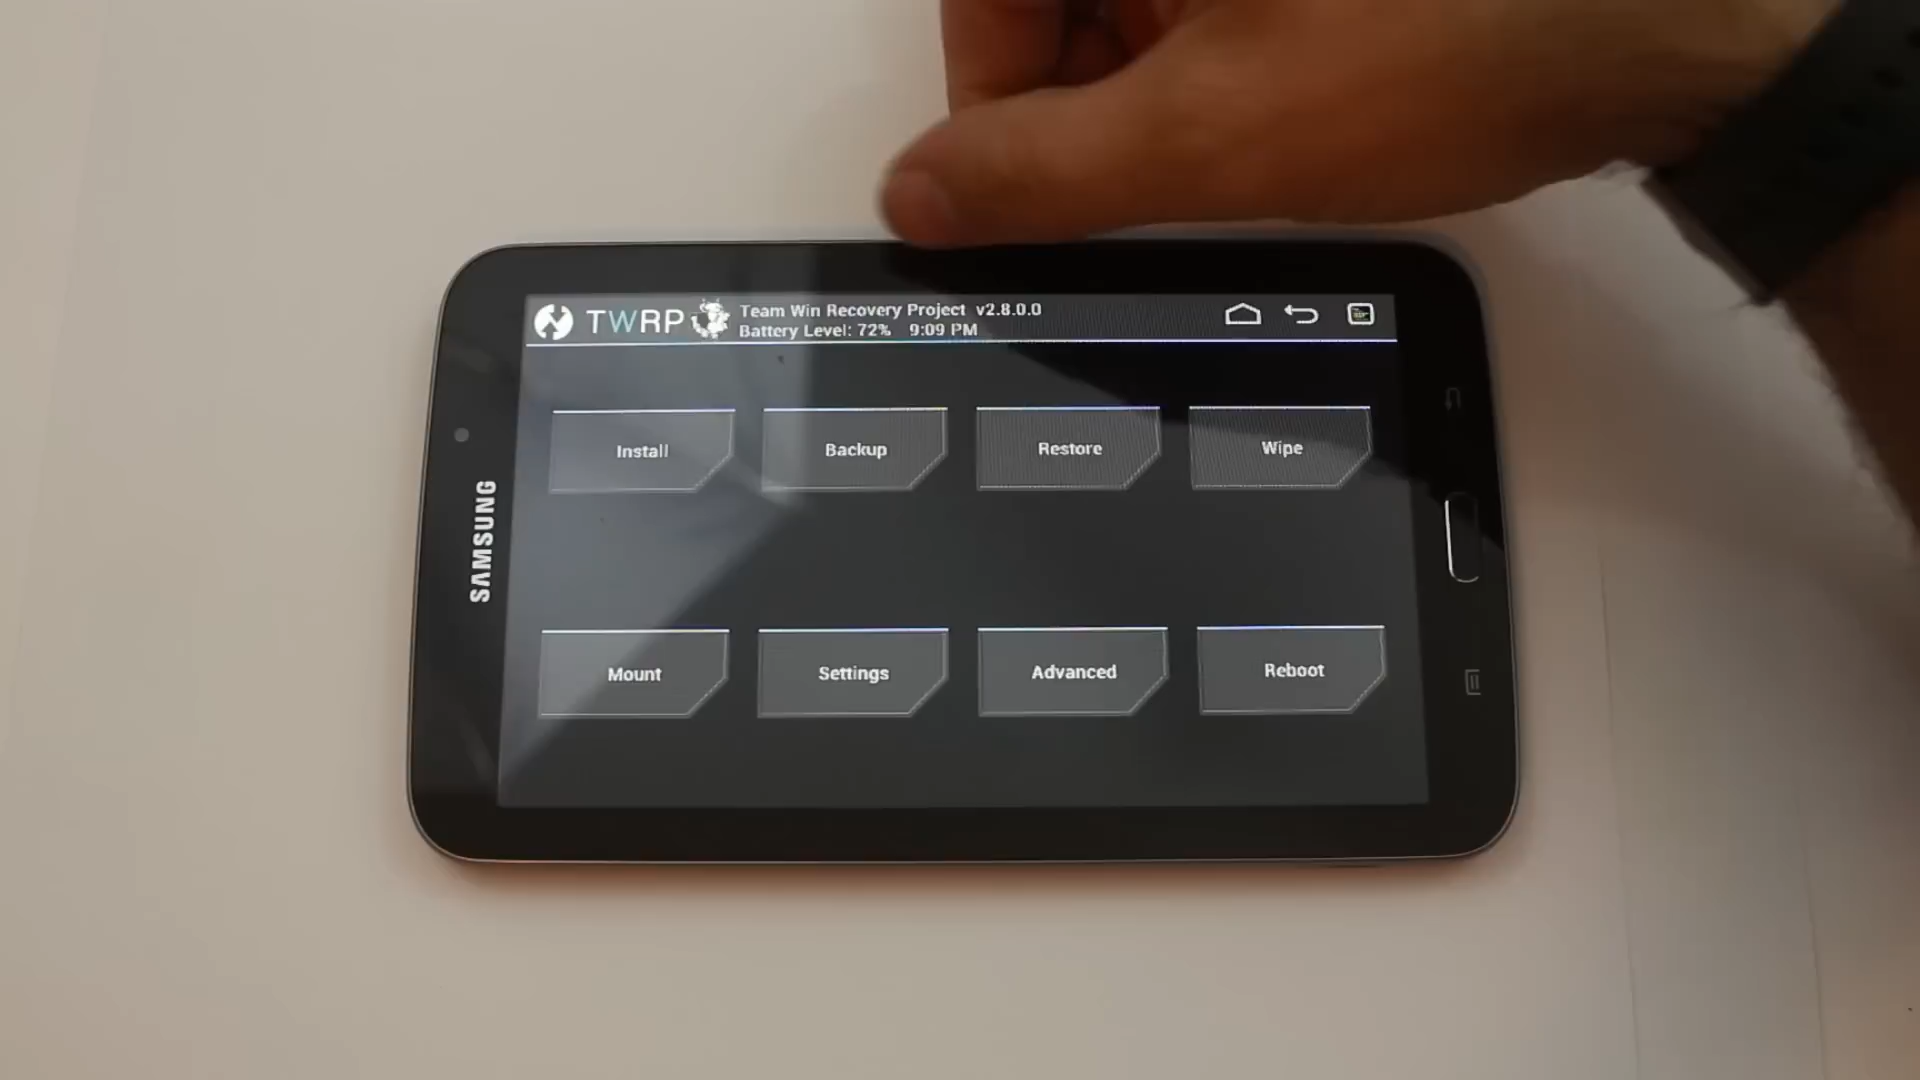 TWRP
Team Win Recovery Project v2.8.0.0
Battery Level: 72% 9:09 PM
Install
Backup
Restore
Wipe
SAMSUNG
Mount
Settings
Advanced
Reboot